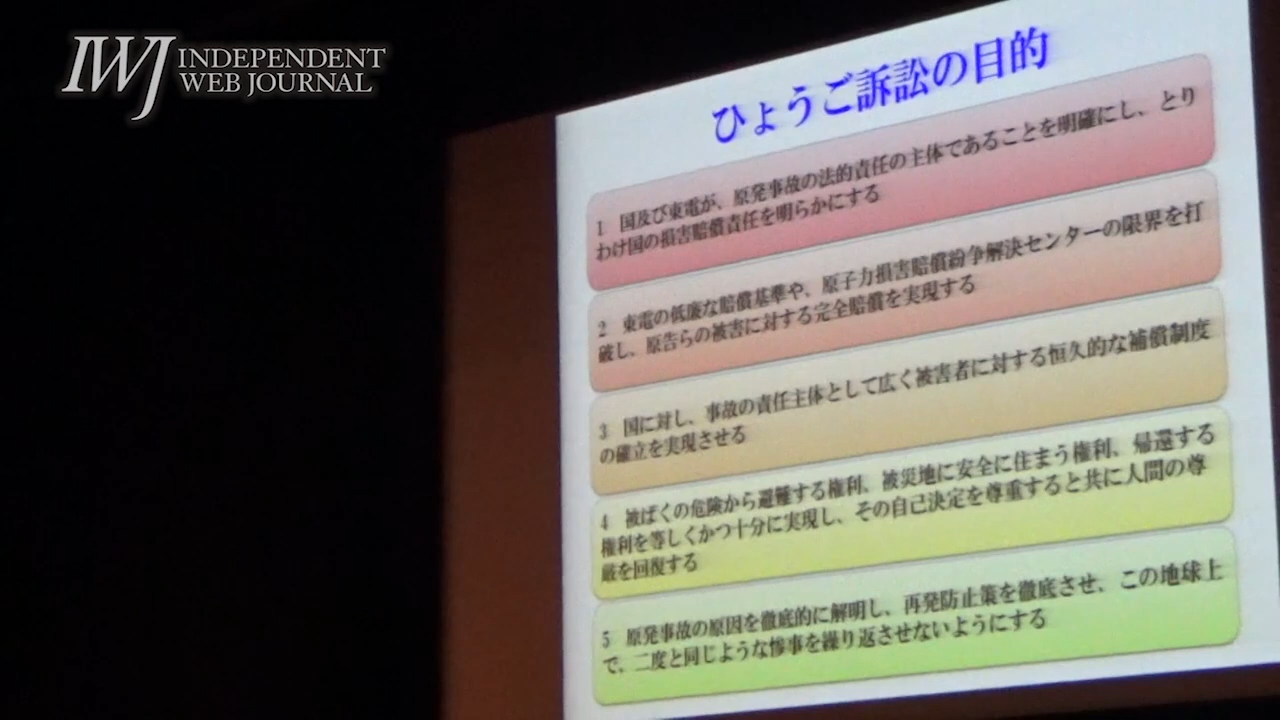 IWJ INDEPENDENT
WEB JOURNAL
ひょうご訴訟の目的
1 国及び東電が、原発事故の法的責任の主体であることを明確にし、とり
わけ国の損害賠償責任を明らかにする
2 東電の低廉な賠償基準や、原子力損害賠償紛争解決センターの限界を打
破し、原告らの被害に対する完全賠償を実現する
3 国に対し、事故の責任主体として広く被害者に対する恒久的な補償制度
の確立を実現させる
4 被ばくの危険から避難する権利、被災地に安全に住まう権利、帰還する
権利を等しくかつ十分に実現し、その自己決定を尊重すると共に人間の尊
厳を回復する
5 原発事故の原因を徹底的に解明し、再発防止策を徹底させ、この地球上
で、二度と同じような惨事を繰り返させないようにする